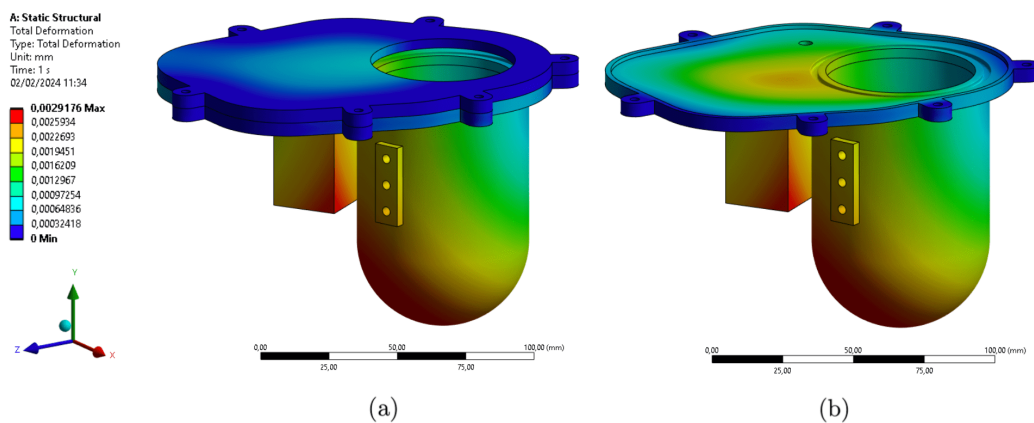 A: Static Structural
Total Deformation
Type: Total Deformation
Unit: mm
Time: 1 s
02/02/2024 11:34
0,0029176 Max
0,0025934
0,0022693
0,0019451
0,0016209
0,0012967
0,00097254
0,00064836
0,00032418
0 Min
Y
Z
X
0,00 50,00 100,00 (mm)
25,00 75,00
0,00 50,00 100,00 (mm)
25,00 75,00
(a) (b)